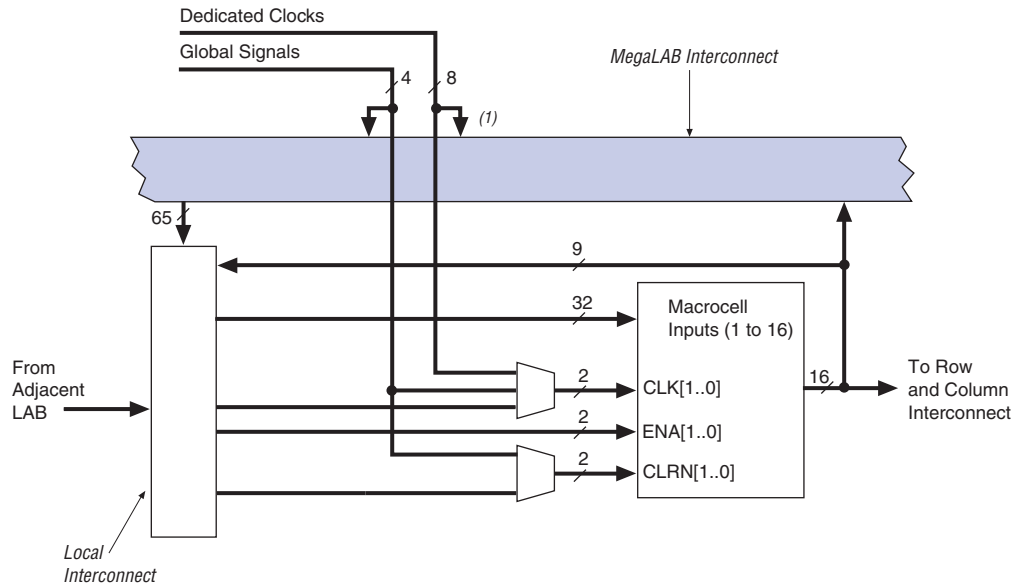 Dedicated Clocks
Global Signals
MegaLAB Interconnect
4
8
(1)
65
9
32
Macrocell
Inputs (1 to 16)
From
Adjacent
LAB
2
CLK[1..0]
16
To Row
and Column
Interconnect
2
ENA[1..0]
2
CLRN[1..0]
Local
Interconnect